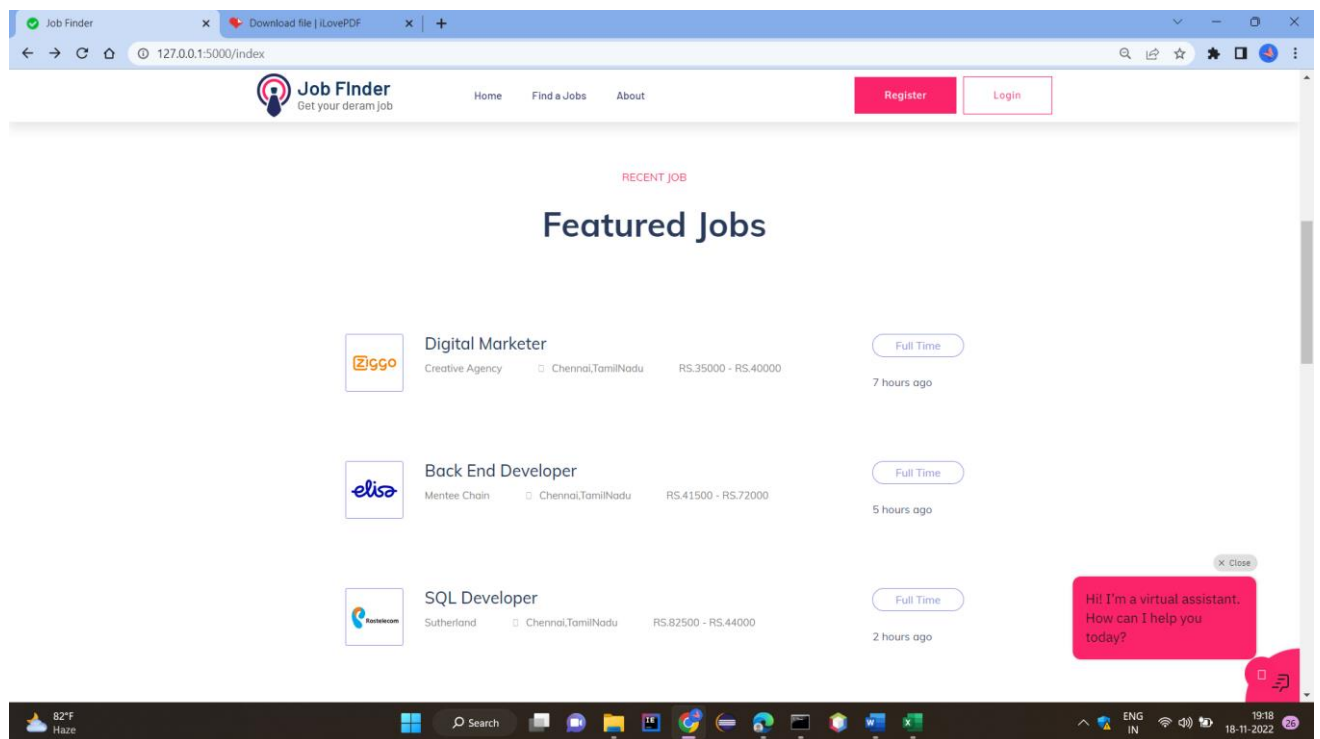 Job Finder
Download file | iLovePDF
127.0.0.1:5000/index
Job FInder
Get your deram job
Home Find a Jobs About Register Login
RECENT JOB
Featured Jobs
Ziggo
Digital Marketer
Creative Agency Chennai,TamilNadu RS.35000 - RS.40000
Full Time
7 hours ago
elisa
Back End Developer
Mentee Chain Chennai,TamilNadu RS.41500 - RS.72000
Full Time
5 hours ago
Rostelecom
SQL Developer
Sutherland Chennai,TamilNadu RS.82500 - RS.44000
Full Time
2 hours ago
× Close
Hi! I'm a virtual assistant.
How can I help you
today?
82°F
Haze
Search
ENG
IN
19:18
18-11-2022
26